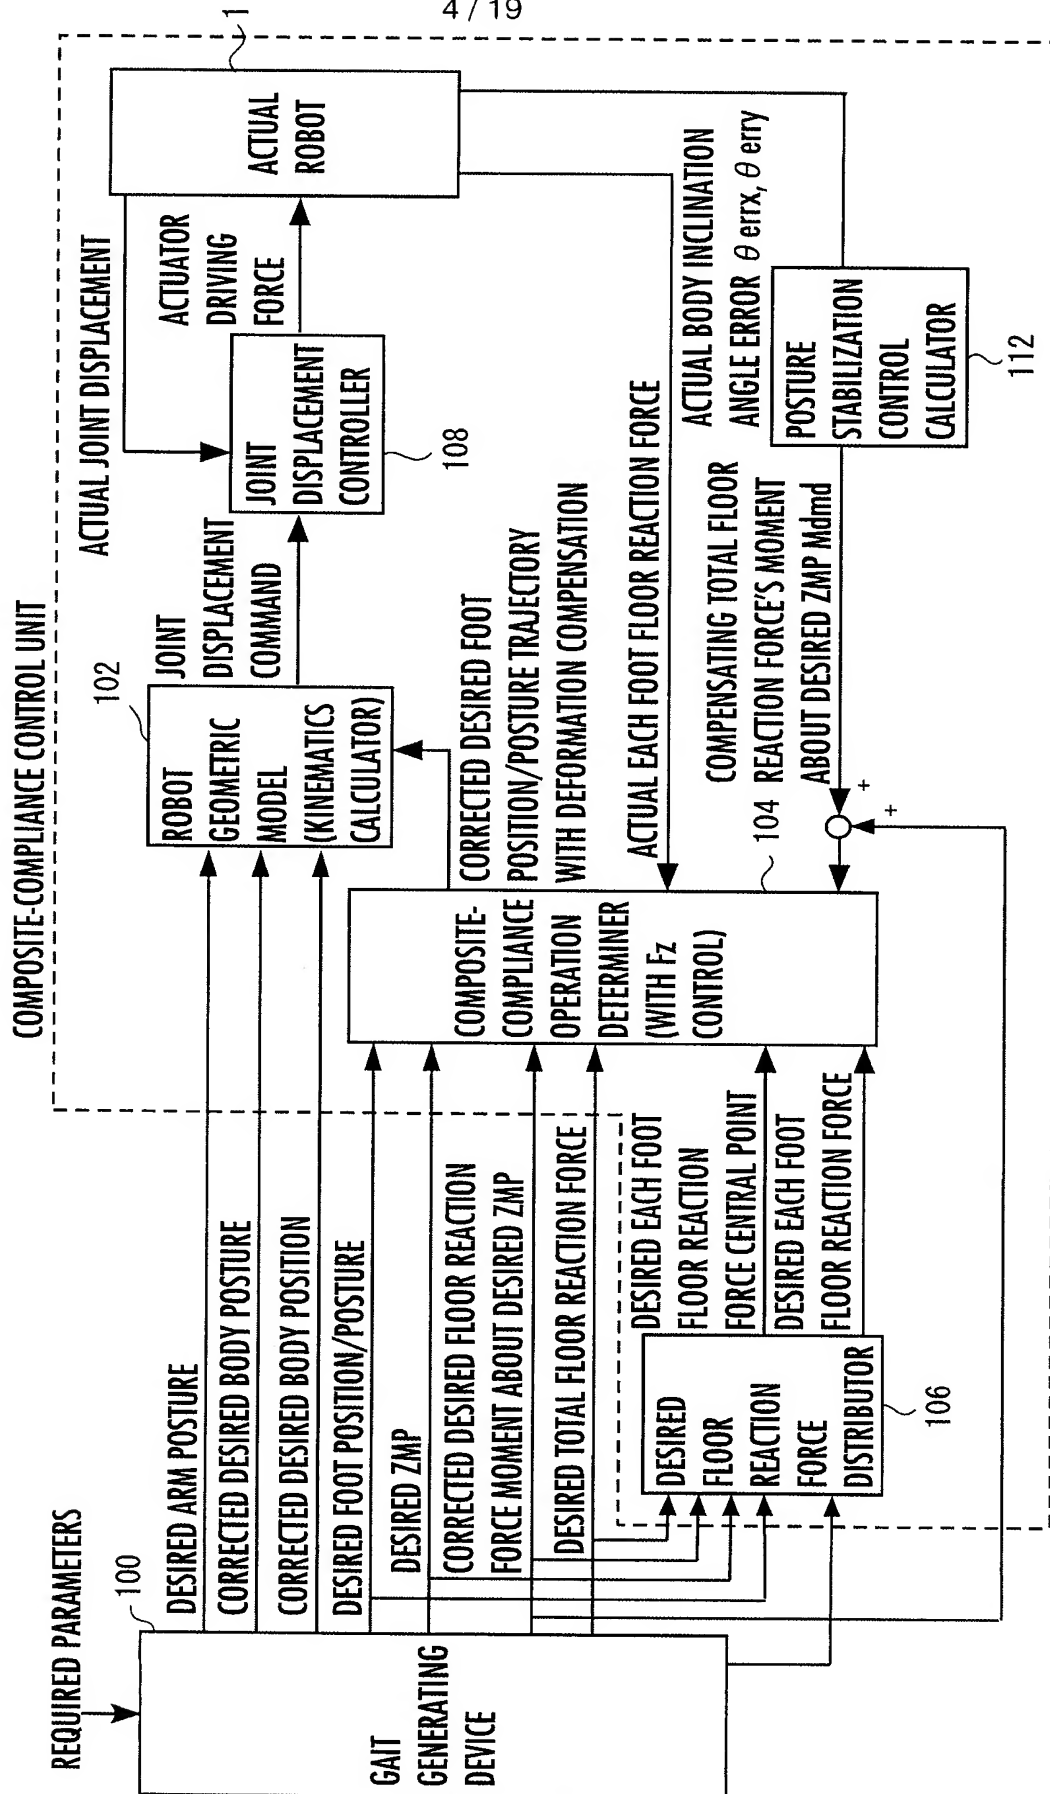 4 / 19
COMPOSITE-COMPLIANCE CONTROL UNIT
REQUIRED PARAMETERS
100
GAIT
GENERATING
DEVICE
DESIRED ARM POSTURE
CORRECTED DESIRED BODY POSTURE
CORRECTED DESIRED BODY POSITION
DESIRED FOOT POSITION/POSTURE
DESIRED ZMP
CORRECTED DESIRED FLOOR REACTION
FORCE MOMENT ABOUT DESIRED ZMP
DESIRED TOTAL FLOOR REACTION FORCE
DESIRED
FLOOR
REACTION
FORCE
DISTRIBUTOR
106
DESIRED EACH FOOT
FLOOR REACTION
FORCE CENTRAL POINT
DESIRED EACH FOOT
FLOOR REACTION FORCE
102
ROBOT
GEOMETRIC
MODEL
(KINEMATICS
CALCULATOR)
COMPOSITE-
COMPLIANCE
OPERATION
DETERMINER
(WITH Fz
CONTROL)
104
CORRECTED DESIRED FOOT
POSITION/POSTURE TRAJECTORY
WITH DEFORMATION COMPENSATION
JOINT
DISPLACEMENT
COMMAND
ACTUAL JOINT DISPLACEMENT
JOINT
DISPLACEMENT
CONTROLLER
108
ACTUATOR
DRIVING
FORCE
ACTUAL
ROBOT
1
ACTUAL EACH FOOT FLOOR REACTION FORCE
ACTUAL BODY INCLINATION
ANGLE ERROR θ errx, θ erry
POSTURE
STABILIZATION
CONTROL
CALCULATOR
112
COMPENSATING TOTAL FLOOR
REACTION FORCE'S MOMENT
ABOUT DESIRED ZMP Mdmd
+
+